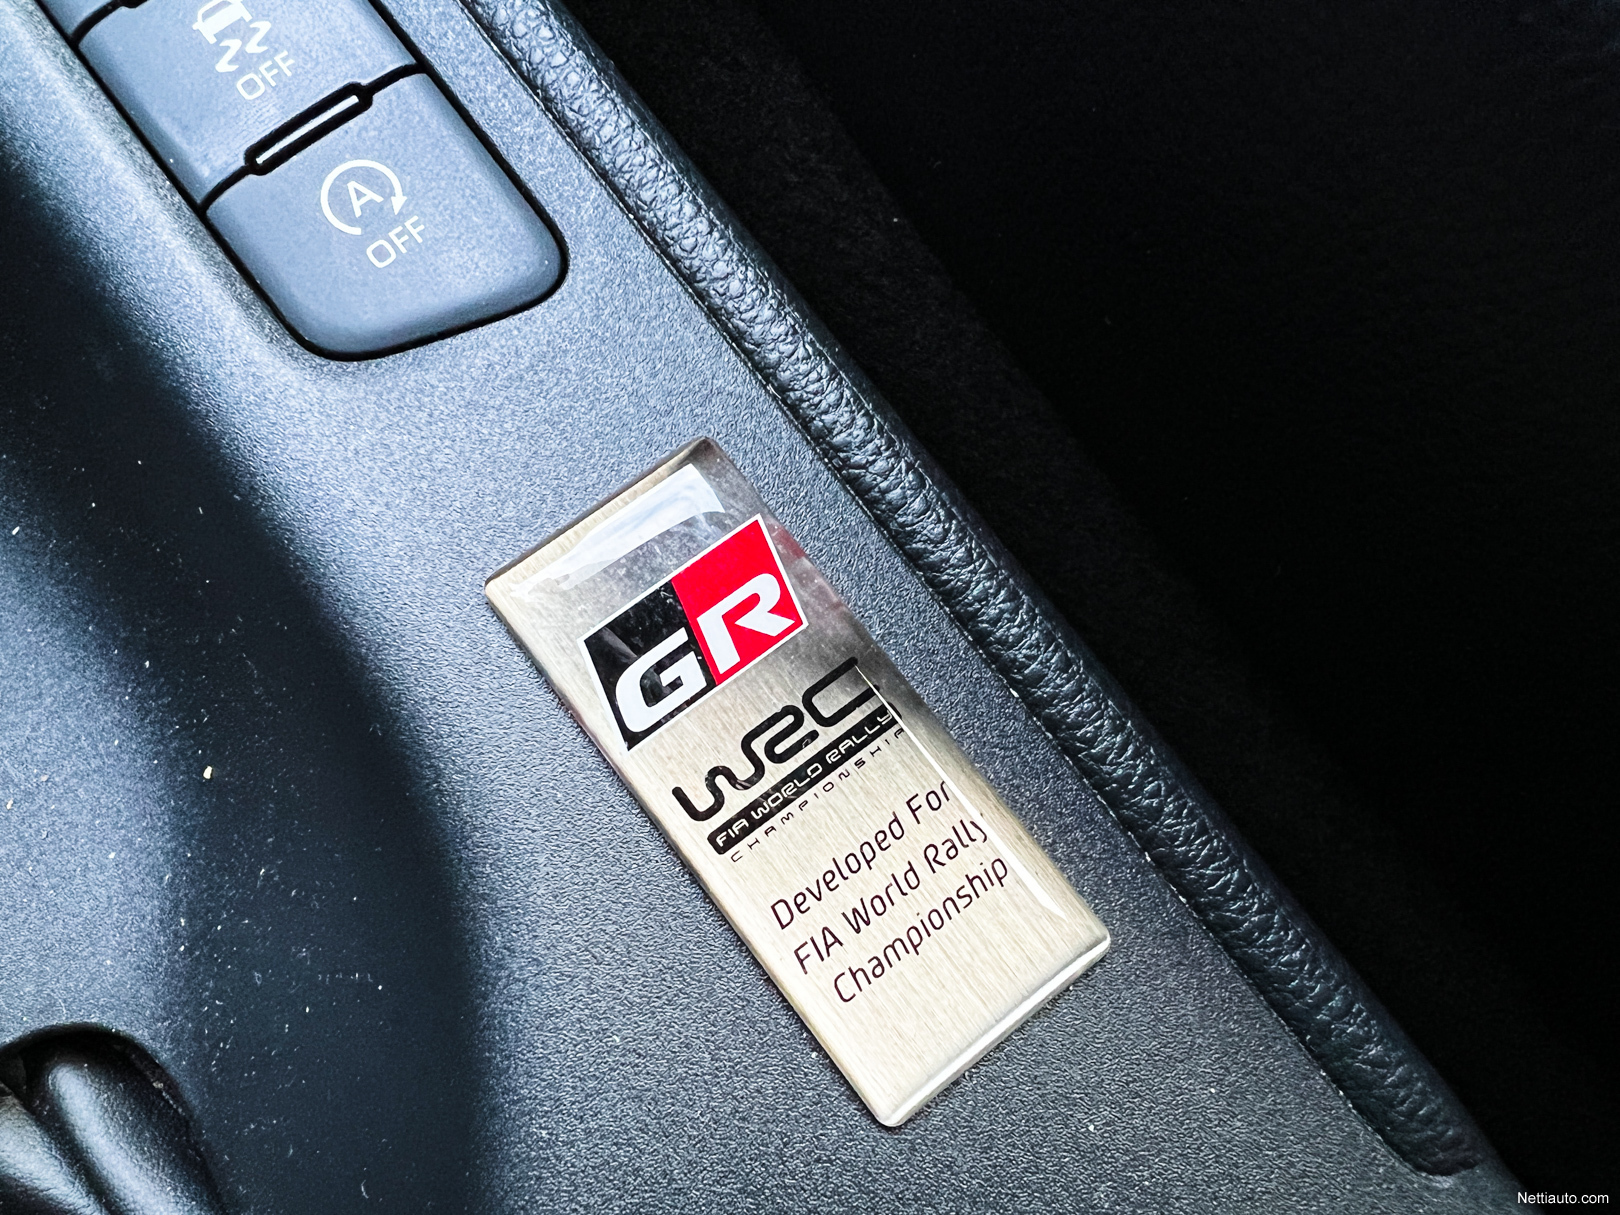 OFF
A
OFF
GR
WRC
FIA WORLD RALLY
CHAMPIONSHIP
Developed For
FIA World Rally
Championship
Nettiauto.com